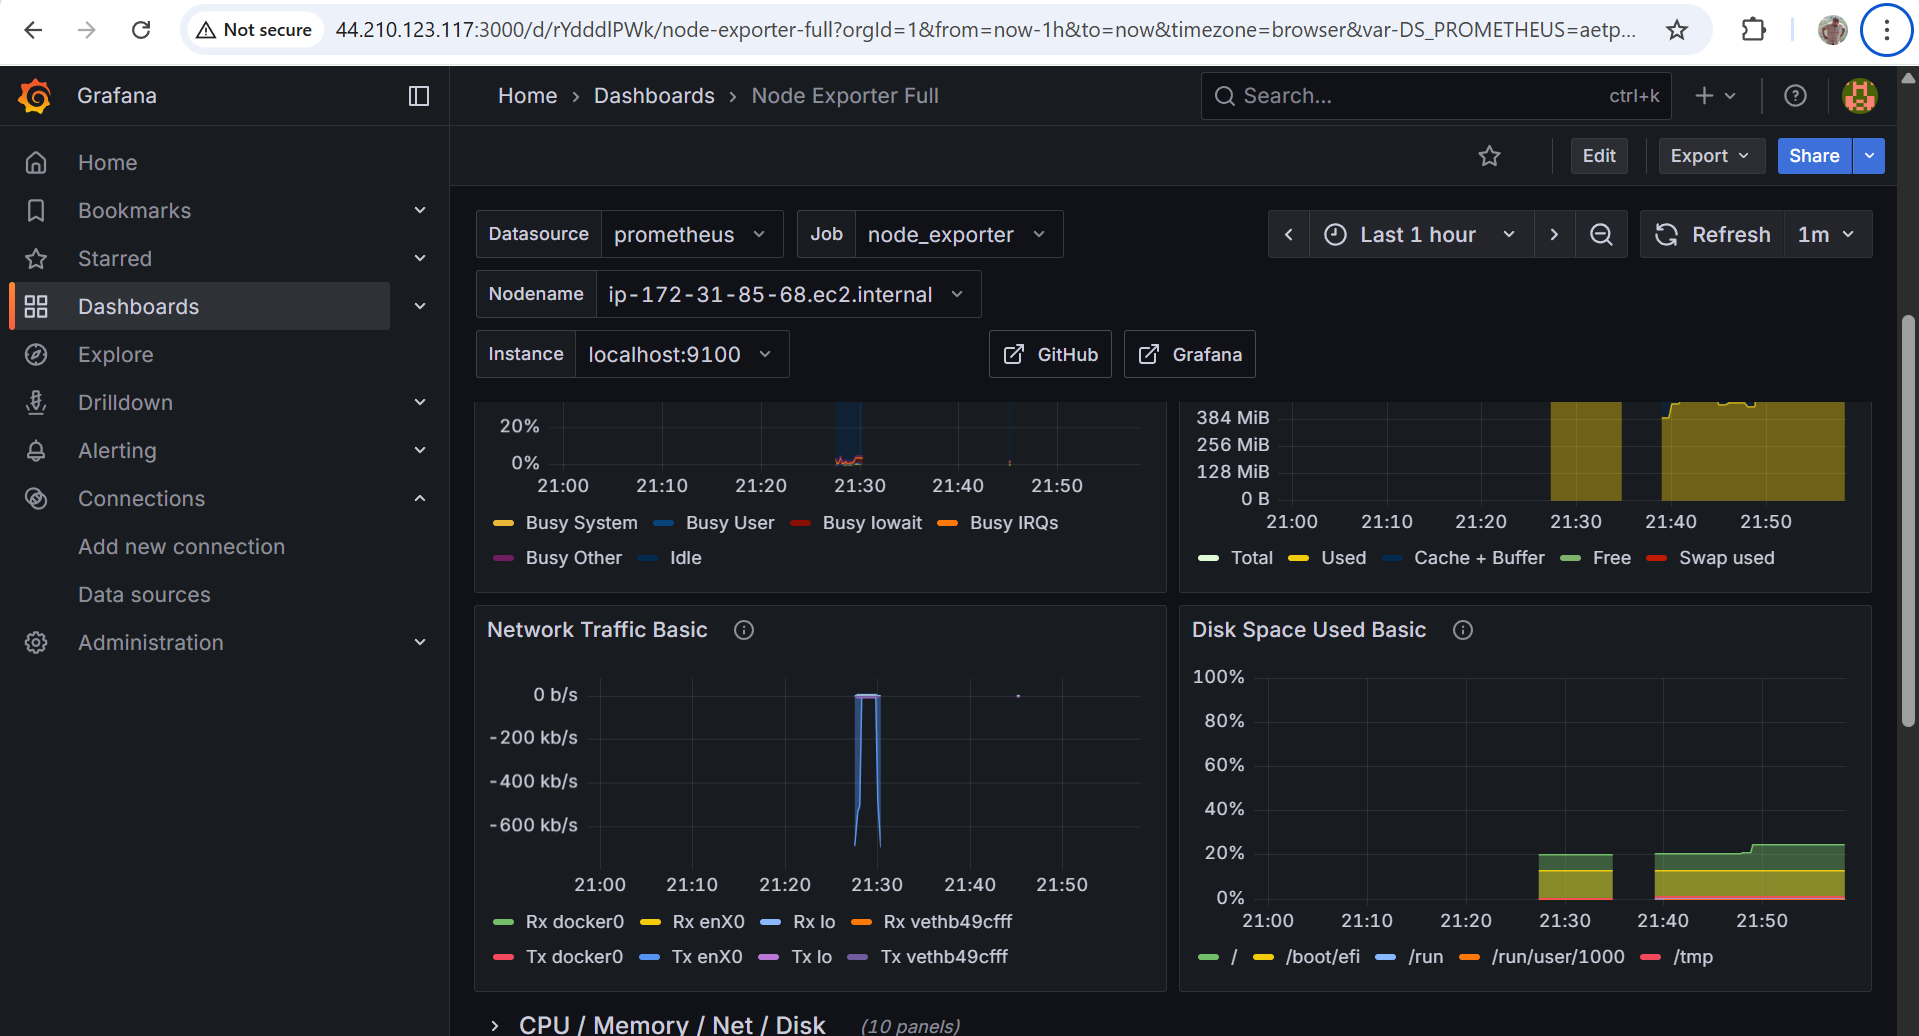 Not secure 44.210.123.117:3000/d/rYdddlPWk/node-exporter-full?orgId=1&from=now-1h&to=now&timezone=browser&var-DS_PROMETHEUS=aetp...
Grafana
Home › Dashboards › Node Exporter Full
Search... ctrl+k
Edit Export Share
Home
Bookmarks
Starred
Dashboards
Explore
Drilldown
Alerting
Connections
Add new connection
Data sources
Administration
Datasource prometheus Job node_exporter
Last 1 hour Refresh 1m
Nodename ip-172-31-85-68.ec2.internal
Instance localhost:9100 GitHub Grafana
20%
0%
21:00 21:10 21:20 21:30 21:40 21:50
Busy System Busy User Busy Iowait Busy IRQs
Busy Other Idle
384 MiB
256 MiB
128 MiB
0 B
21:00 21:10 21:20 21:30 21:40 21:50
Total Used Cache + Buffer Free Swap used
Network Traffic Basic
0 b/s
-200 kb/s
-400 kb/s
-600 kb/s
21:00 21:10 21:20 21:30 21:40 21:50
Rx docker0 Rx enX0 Rx lo Rx vethb49cfff
Tx docker0 Tx enX0 Tx lo Tx vethb49cfff
Disk Space Used Basic
100%
80%
60%
40%
20%
0%
21:00 21:10 21:20 21:30 21:40 21:50
/ /boot/efi /run /run/user/1000 /tmp
CPU / Memory / Net / Disk (10 panels)